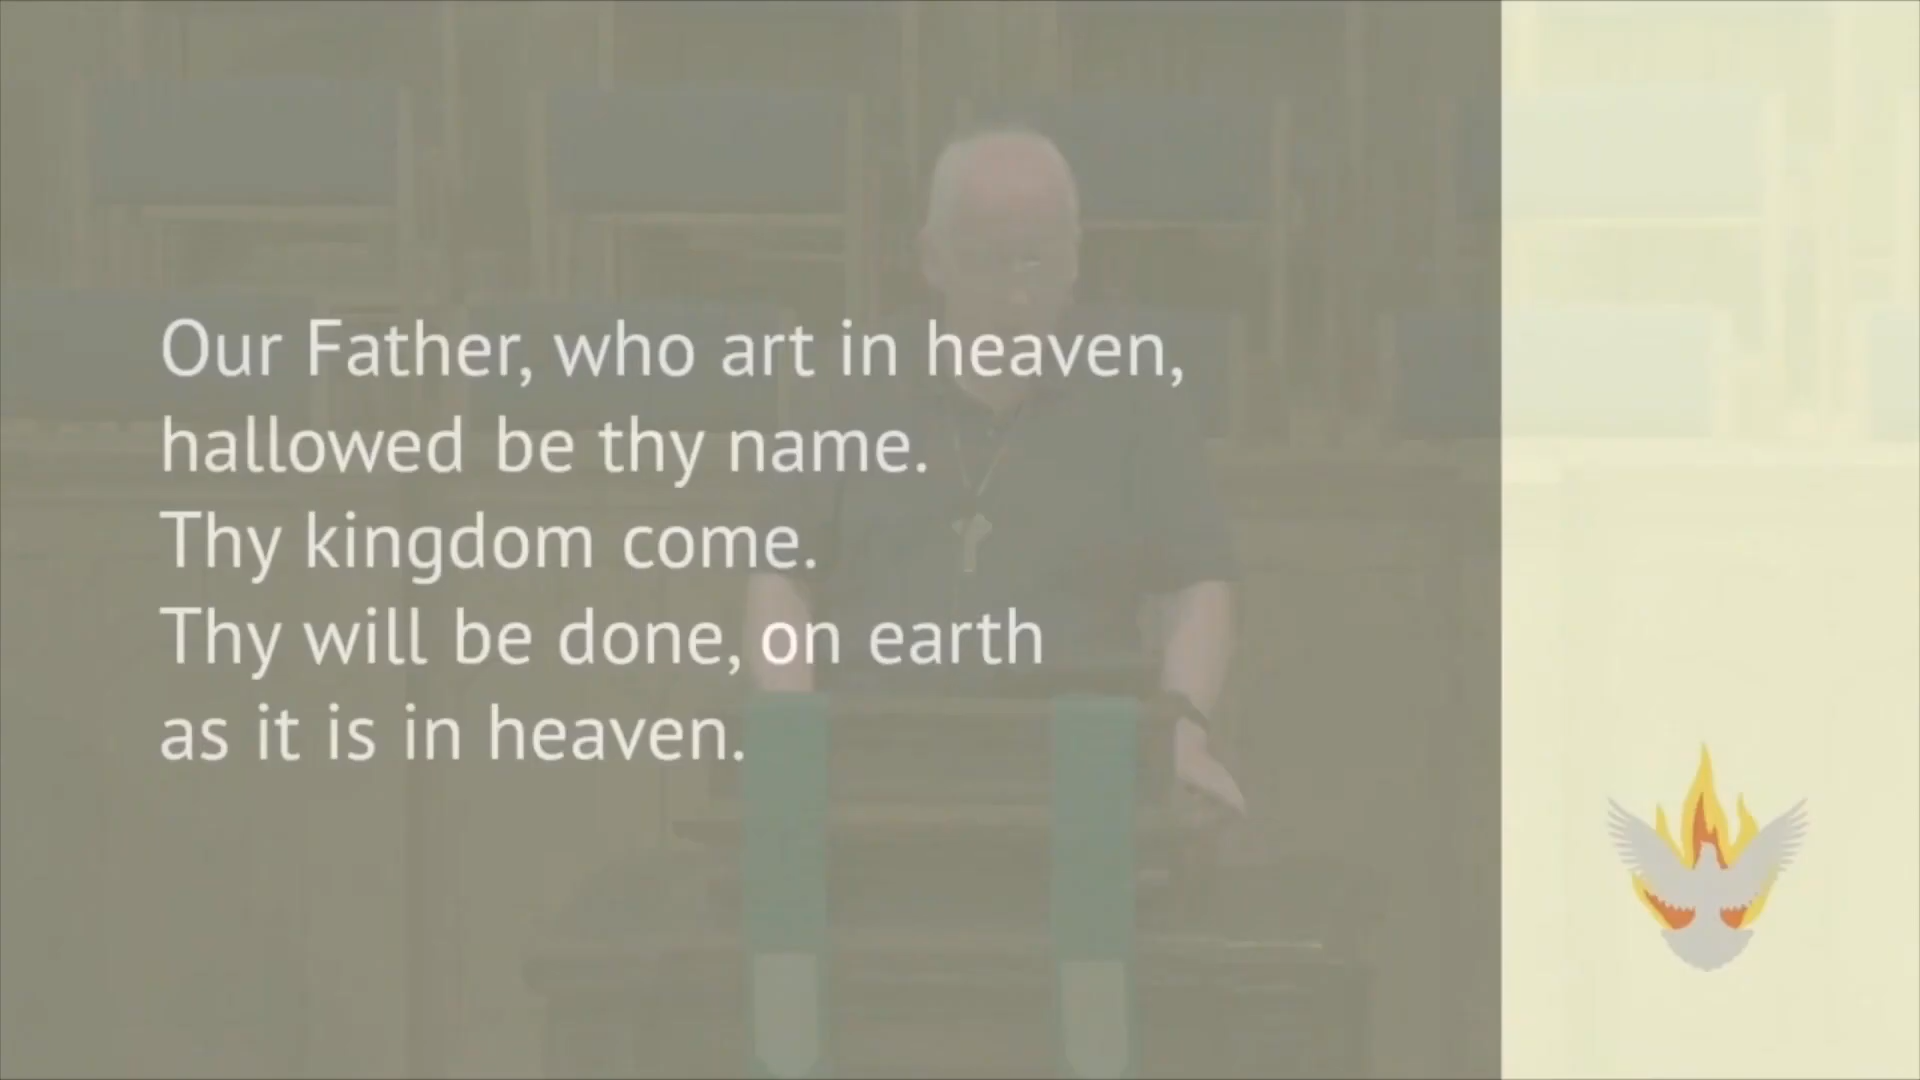 Our Father, who art in heaven,
hallowed be thy name.
Thy kingdom come.
Thy will be done, on earth
as it is in heaven.